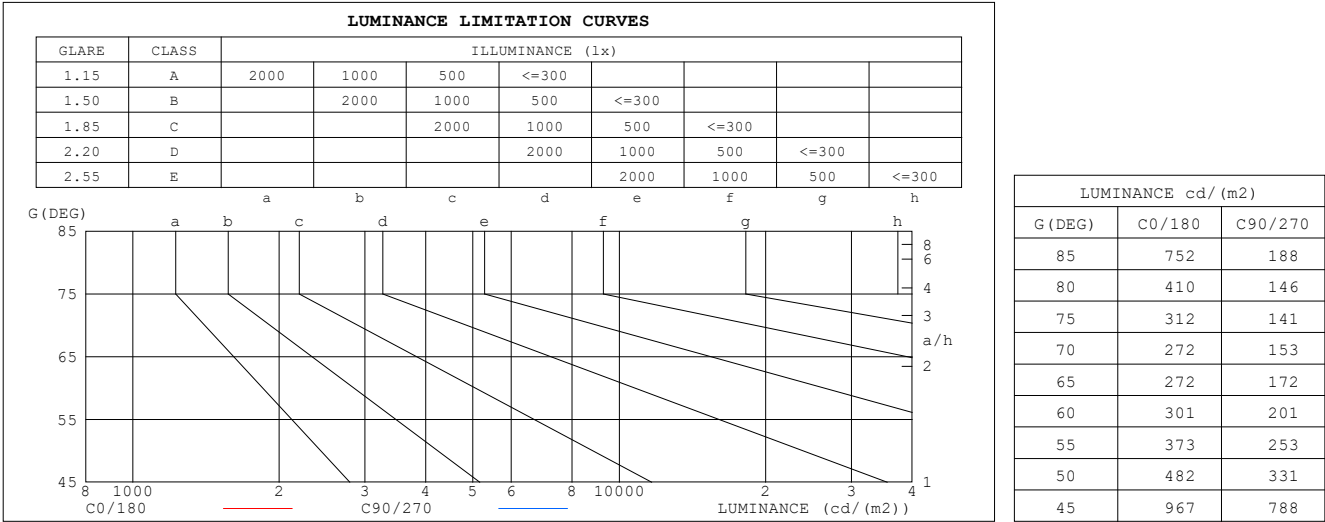 LUMINANCE LIMITATION CURVES
GLARE CLASS ILLUMINANCE (lx)
1.15 A 2000 1000 500 <=300
1.50 B 2000 1000 500 <=300
1.85 C 2000 1000 500 <=300
2.20 D 2000 1000 500 <=300
2.55 E 2000 1000 500 <=300
a b c d e f g h
G(DEG)
a b c d e f g h
85
75
65
55
45
8
6
4
3
a/h
2
1
8 1000 2 3 4 5 6 8 10000 2 3 4
C0/180 C90/270 LUMINANCE (cd/(m2))
LUMINANCE cd/(m2)
G(DEG) C0/180 C90/270
85 752 188
80 410 146
75 312 141
70 272 153
65 272 172
60 301 201
55 373 253
50 482 331
45 967 788